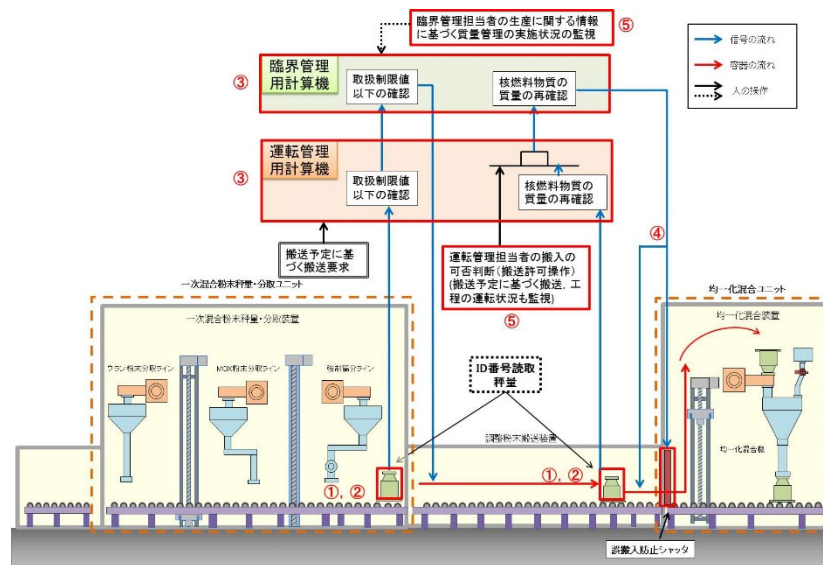 臨界管理担当者の生産に関する情報
に基づく質量管理の実施状況の監視
⑤
信号の流れ
容器の流れ
人の操作
③
臨界管理
用計算機
取扱制限値
以下の確認
核燃料物質の
質量の再確認
③
運転管理
用計算機
取扱制限値
以下の確認
核燃料物質の
質量の再確認
④
搬送予定に基
づく搬送要求
運転管理担当者の搬入の
可否判断(搬送許可操作)
(搬送予定に基づく搬送，工
程の運転状況も監視)
⑤
一次混合粉末秤量・分取ユニット
均一化混合ユニット
一次混合粉末秤量・分取装置
均一化混合装置
ウラン粉末分取ライン
MOX粉末分取ライン
ID番号読取
秤量
調整粉末搬送装置
均一化混合機
①，②
①，②
誤搬入防止シャッタ